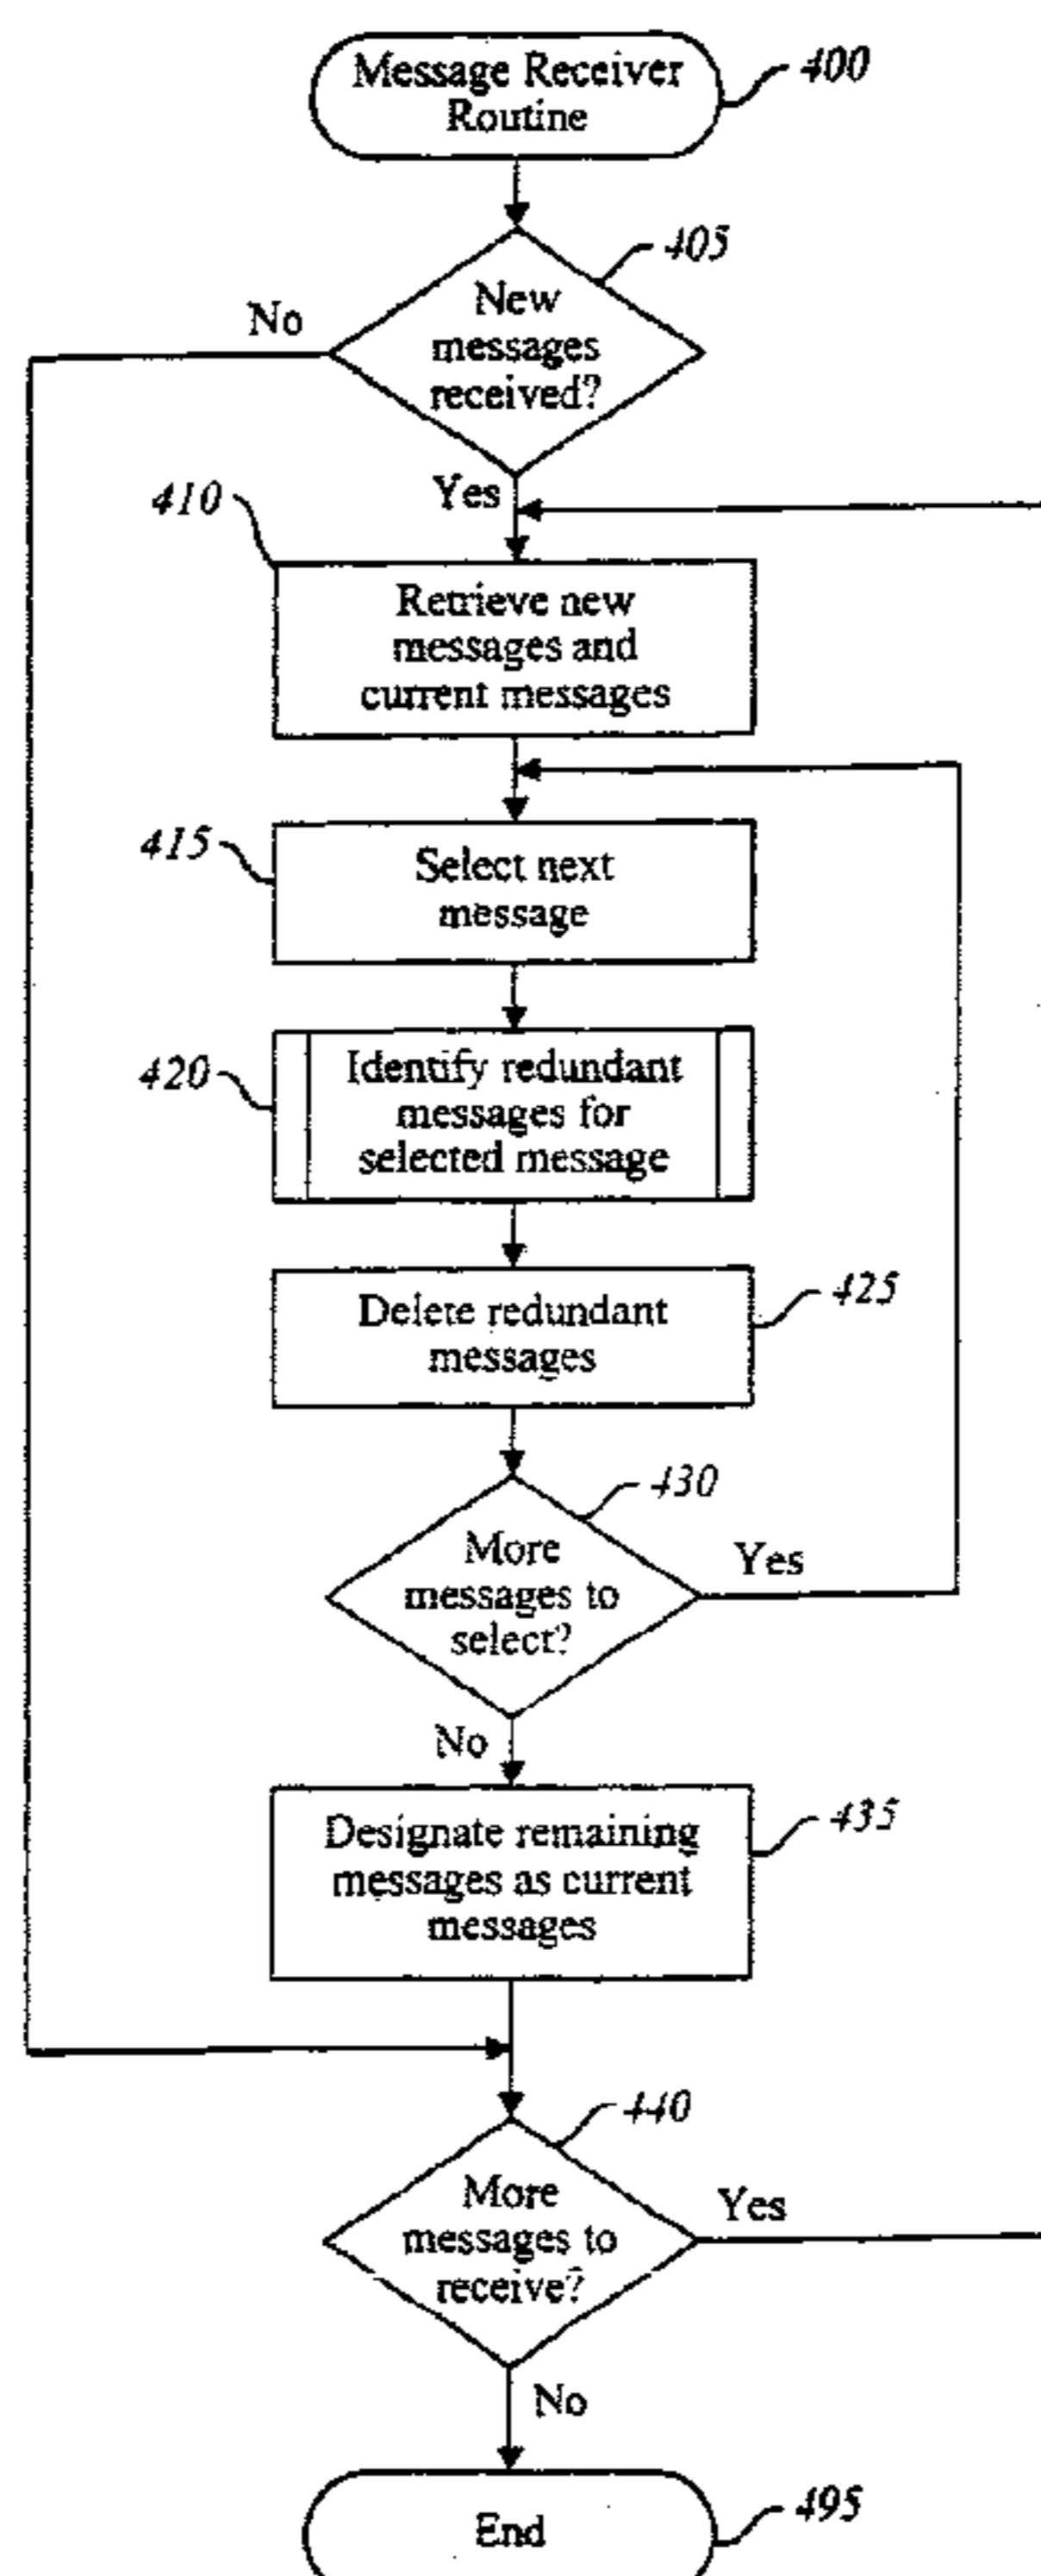 Message Receiver
Routine
400
405
New
messages
received?
No
Yes
410
Retrieve new
messages and
current messages
415
Select next
message
420
Identify redundant
messages for
selected message
Delete redundant
messages
425
430
More
messages to
select?
Yes
No
Designate remaining
messages as current
messages
435
440
More
messages to
receive?
Yes
No
End
495